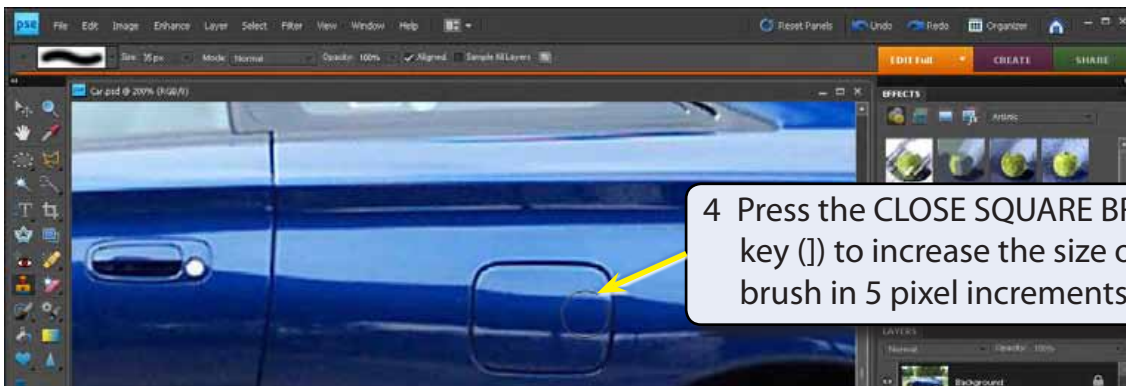 pse File Edit Image Enhance Layer Select Filter View Window Help Reset Panels Undo Redo Organizer
Size: 35 px Mode: Normal Opacity: 100% Aligned Sample All Layers EDIT Full CREATE SHARE
Car.psd @ 200% (RGB/8) EFFECTS
Artistic
4 Press the CLOSE SQUARE
key (]) to increase the size
brush in 5 pixel increments
LAYERS
Normal Opacity: 100%
Background